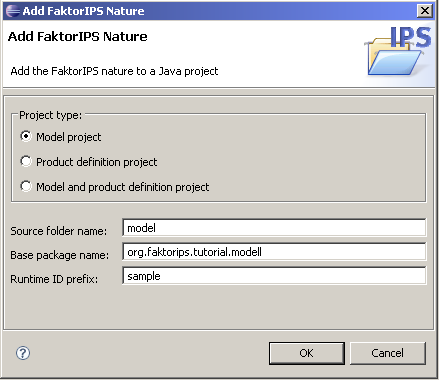 Add FaktorIPS Nature
Add FaktorIPS Nature
IPS
Add the FaktorIPS nature to a Java project
Project type:
Model project
Product definition project
Model and product definition project
Source folder name: model
Base package name: org.faktorips.tutorial.modell
Runtime ID prefix: sample
? OK Cancel